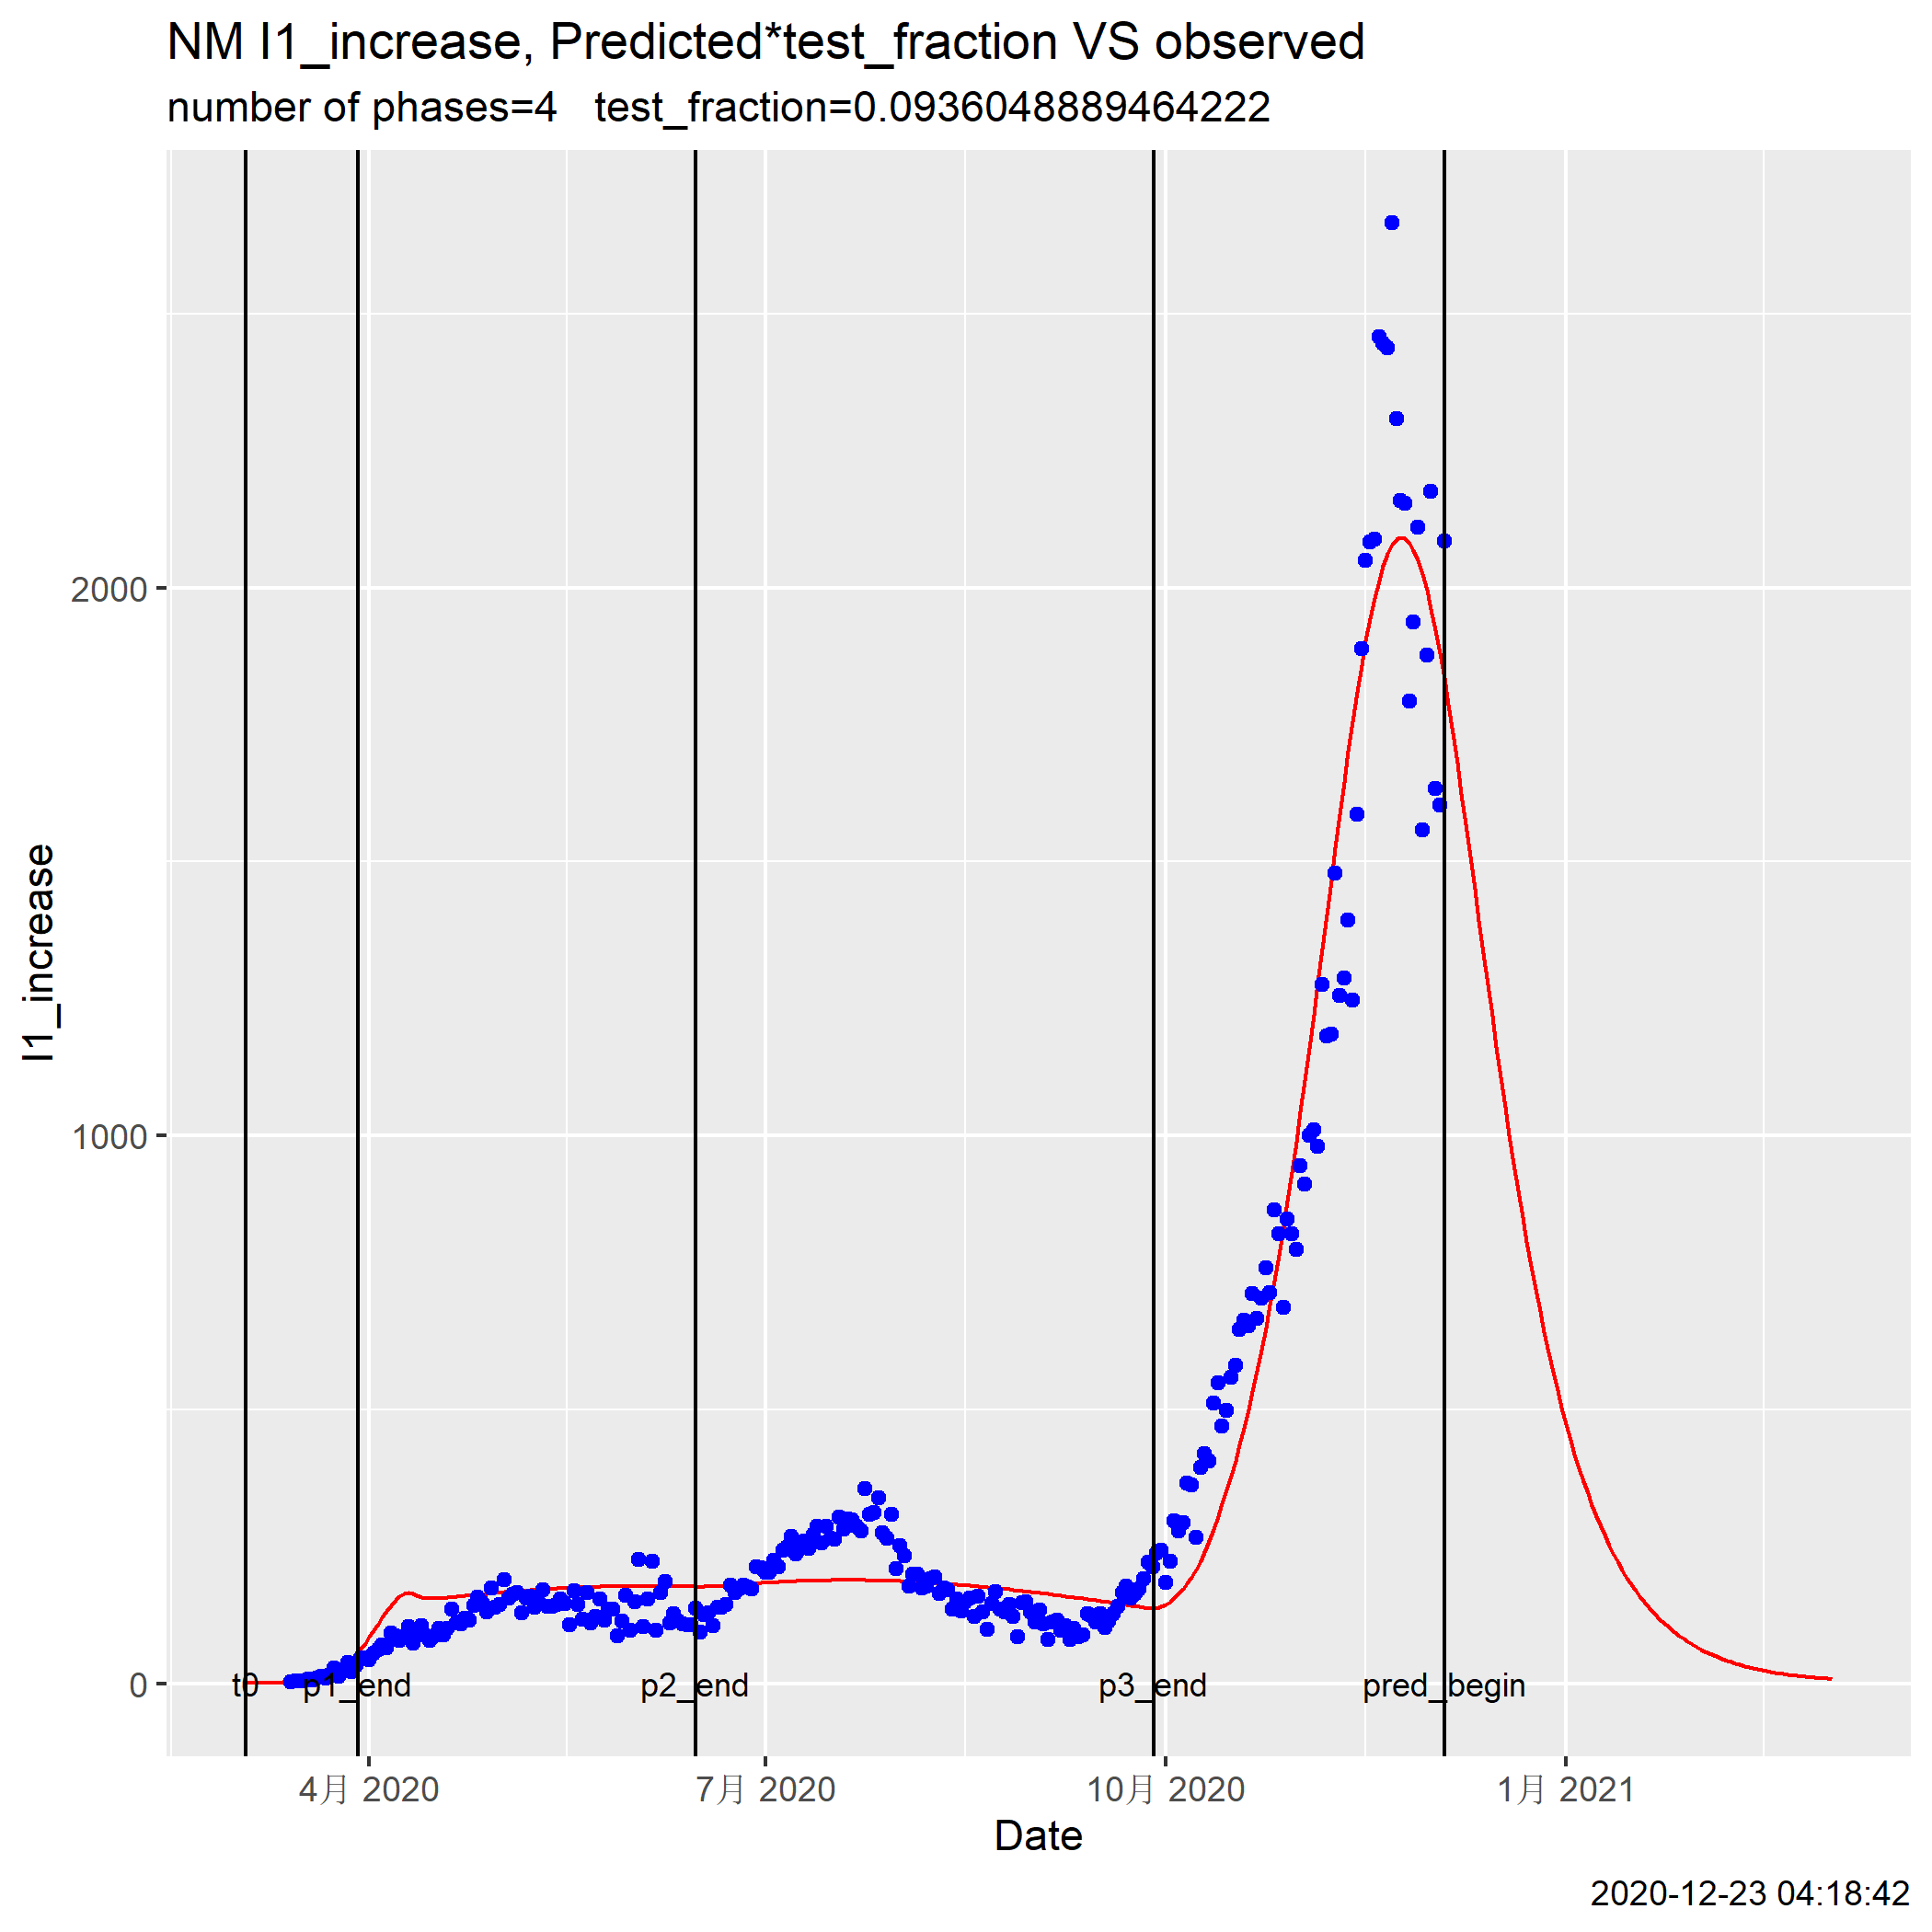 NM I1_increase, Predicted*test_fraction VS observed
number of phases=4   test_fraction=0.0936048889464222
I1_increase
2000
1000
0
t0
p1_end
p2_end
p3_end
pred_begin
4月 2020
7月 2020
10月 2020
1月 2021
Date
2020-12-23 04:18:42